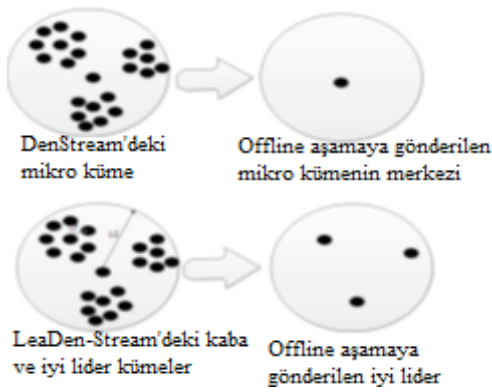 DenStream'deki
mikro küme
Offline aşamaya gönderilen
mikro kümenin merkezi
LeaDen-Stream'deki kaba
ve iyi lider kümeler
Offline aşamaya
gönderilen iyi lider